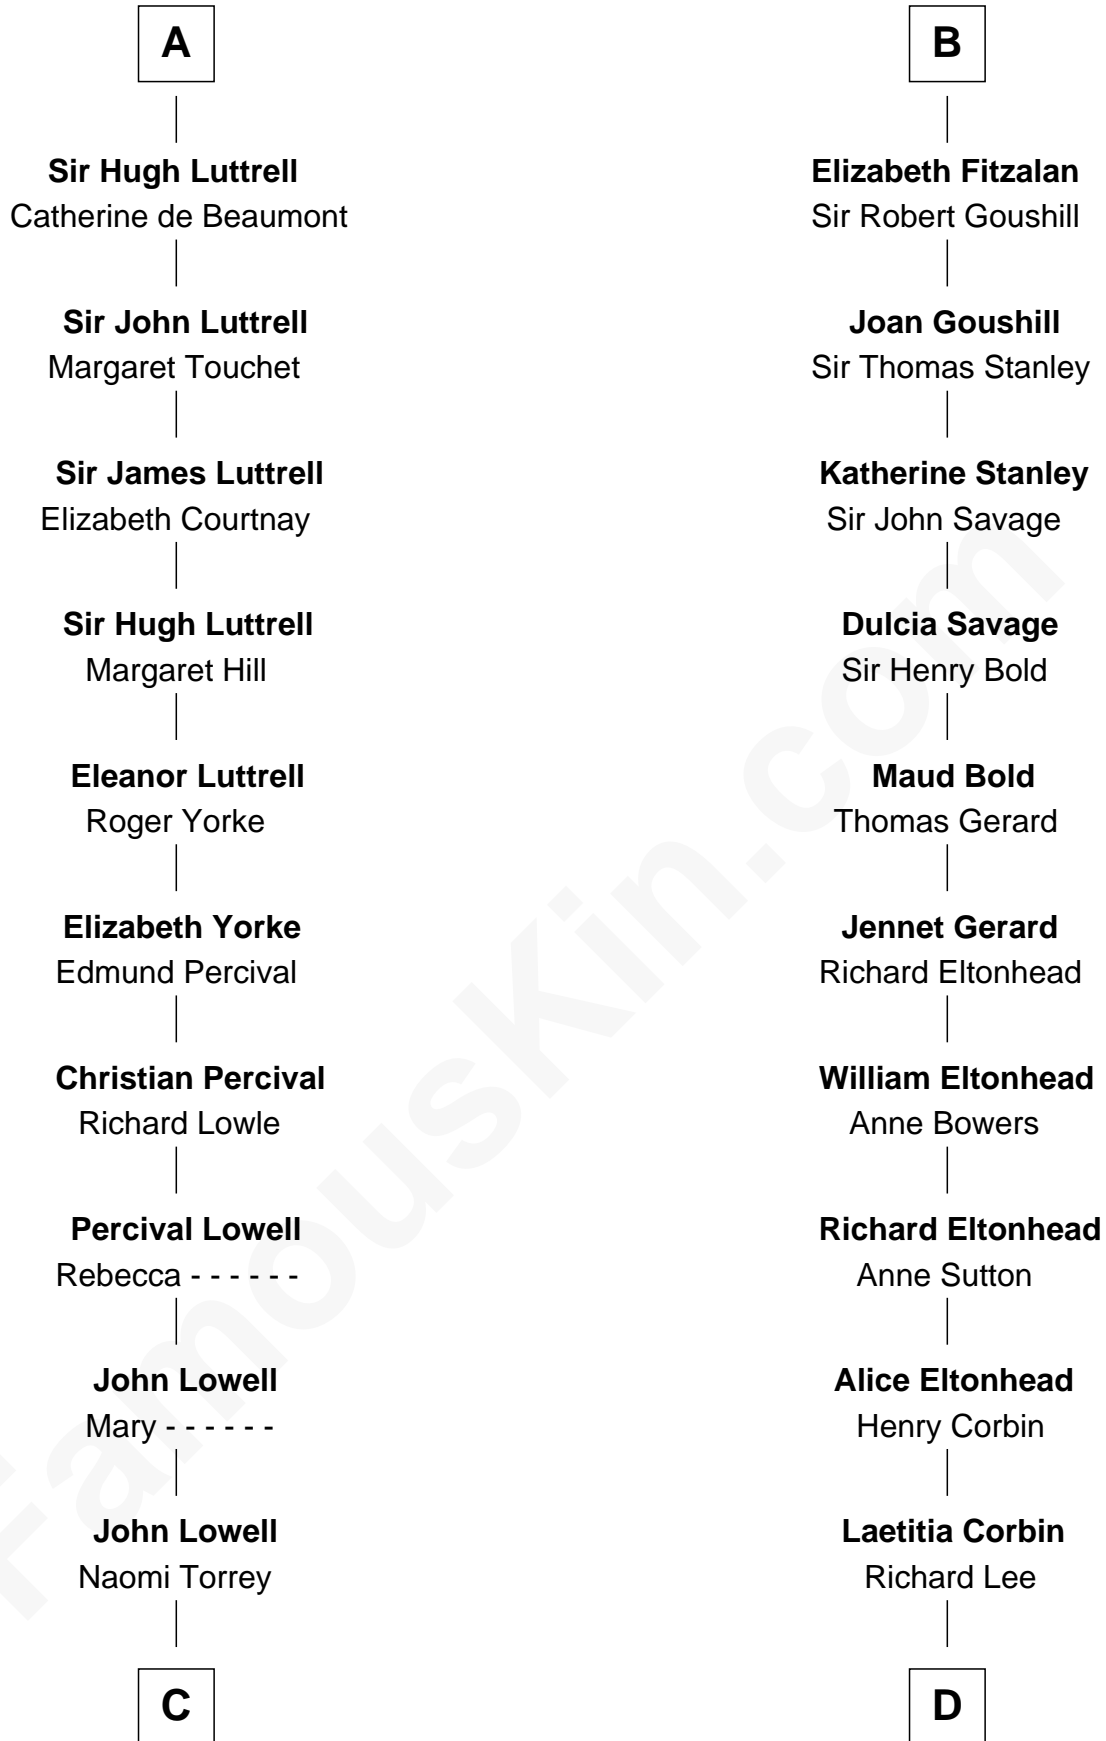 A
Sir Hugh Luttrell
Catherine de Beaumont
Sir John Luttrell
Margaret Touchet
Sir James Luttrell
Elizabeth Courtnay
Sir Hugh Luttrell
Margaret Hill
Eleanor Luttrell
Roger Yorke
Elizabeth Yorke
Edmund Percival
Christian Percival
Richard Lowle
Percival Lowell
Rebecca - - - - - -
John Lowell
Mary - - - - - -
John Lowell
Naomi Torrey
C
B
Elizabeth Fitzalan
Sir Robert Goushill
Joan Goushill
Sir Thomas Stanley
Katherine Stanley
Sir John Savage
Dulcia Savage
Sir Henry Bold
Maud Bold
Thomas Gerard
Jennet Gerard
Richard Eltonhead
William Eltonhead
Anne Bowers
Richard Eltonhead
Anne Sutton
Alice Eltonhead
Henry Corbin
Laetitia Corbin
Richard Lee
D
FamousKin.com